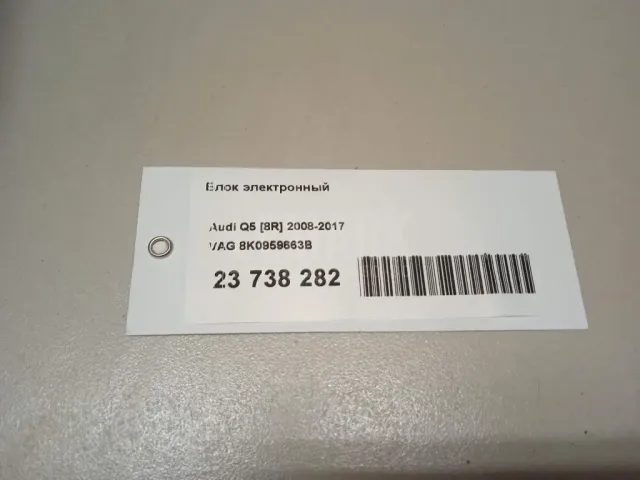 Блок электронный
Audi Q5 [8R] 2008-2017
VAG 8K0959663B
23 738 282